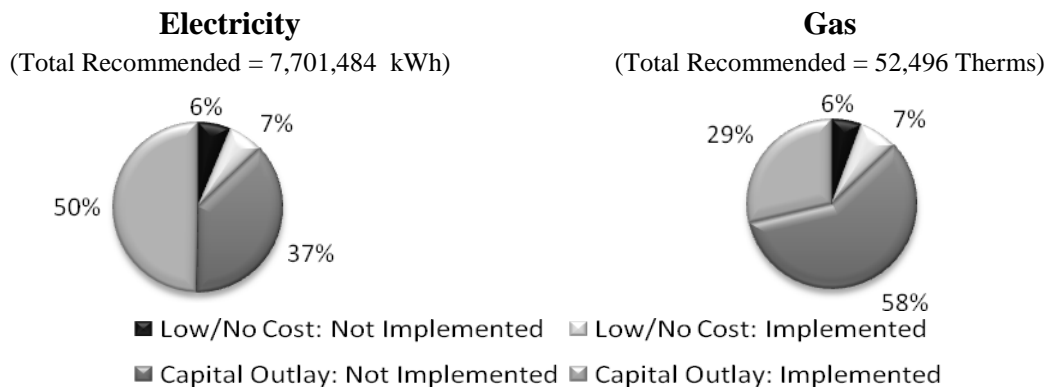 Electricity
(Total Recommended = 7,701,484 kWh)
6%
7%
50%
37%
Gas
(Total Recommended = 52,496 Therms)
6%
7%
29%
58%
Low/No Cost: Not Implemented
Low/No Cost: Implemented
Capital Outlay: Not Implemented
Capital Outlay: Implemented